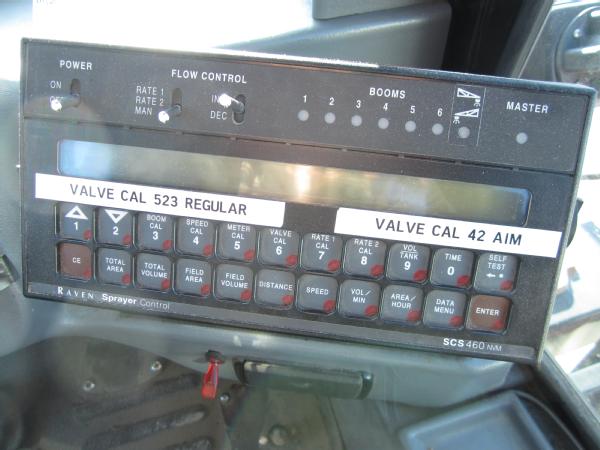 POWER
FLOW CONTROL
BOOMS
MASTER
ON
RATE 1
RATE 2
MAN
DEC
1 2 3 4 5 6
VALVE CAL 523 REGULAR
VALVE CAL 42 AIM
1
2
BOOM CAL 3
SPEED CAL 4
METER CAL 5
VALVE CAL 6
RATE 1 CAL 7
RATE 2 CAL 8
VOL TANK 9
TIME 0
SELF TEST
CE
TOTAL AREA
TOTAL VOLUME
FIELD AREA
FIELD VOLUME
DISTANCE
SPEED
VOL/ MIN
AREA/ HOUR
DATA MENU
ENTER
RAVEN Sprayer Control
SCS 460 NVM